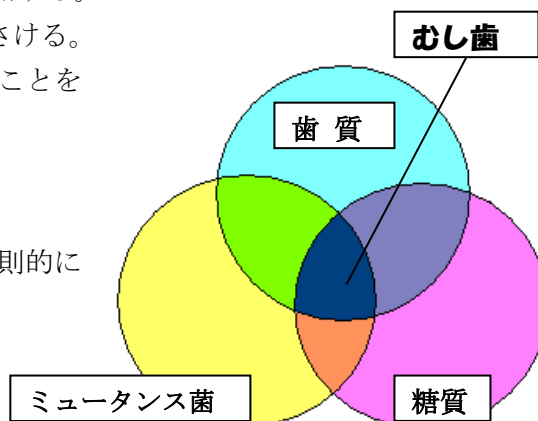 さける。
ことを
則的に
むし歯
歯 質
ミュータンス菌
糖質